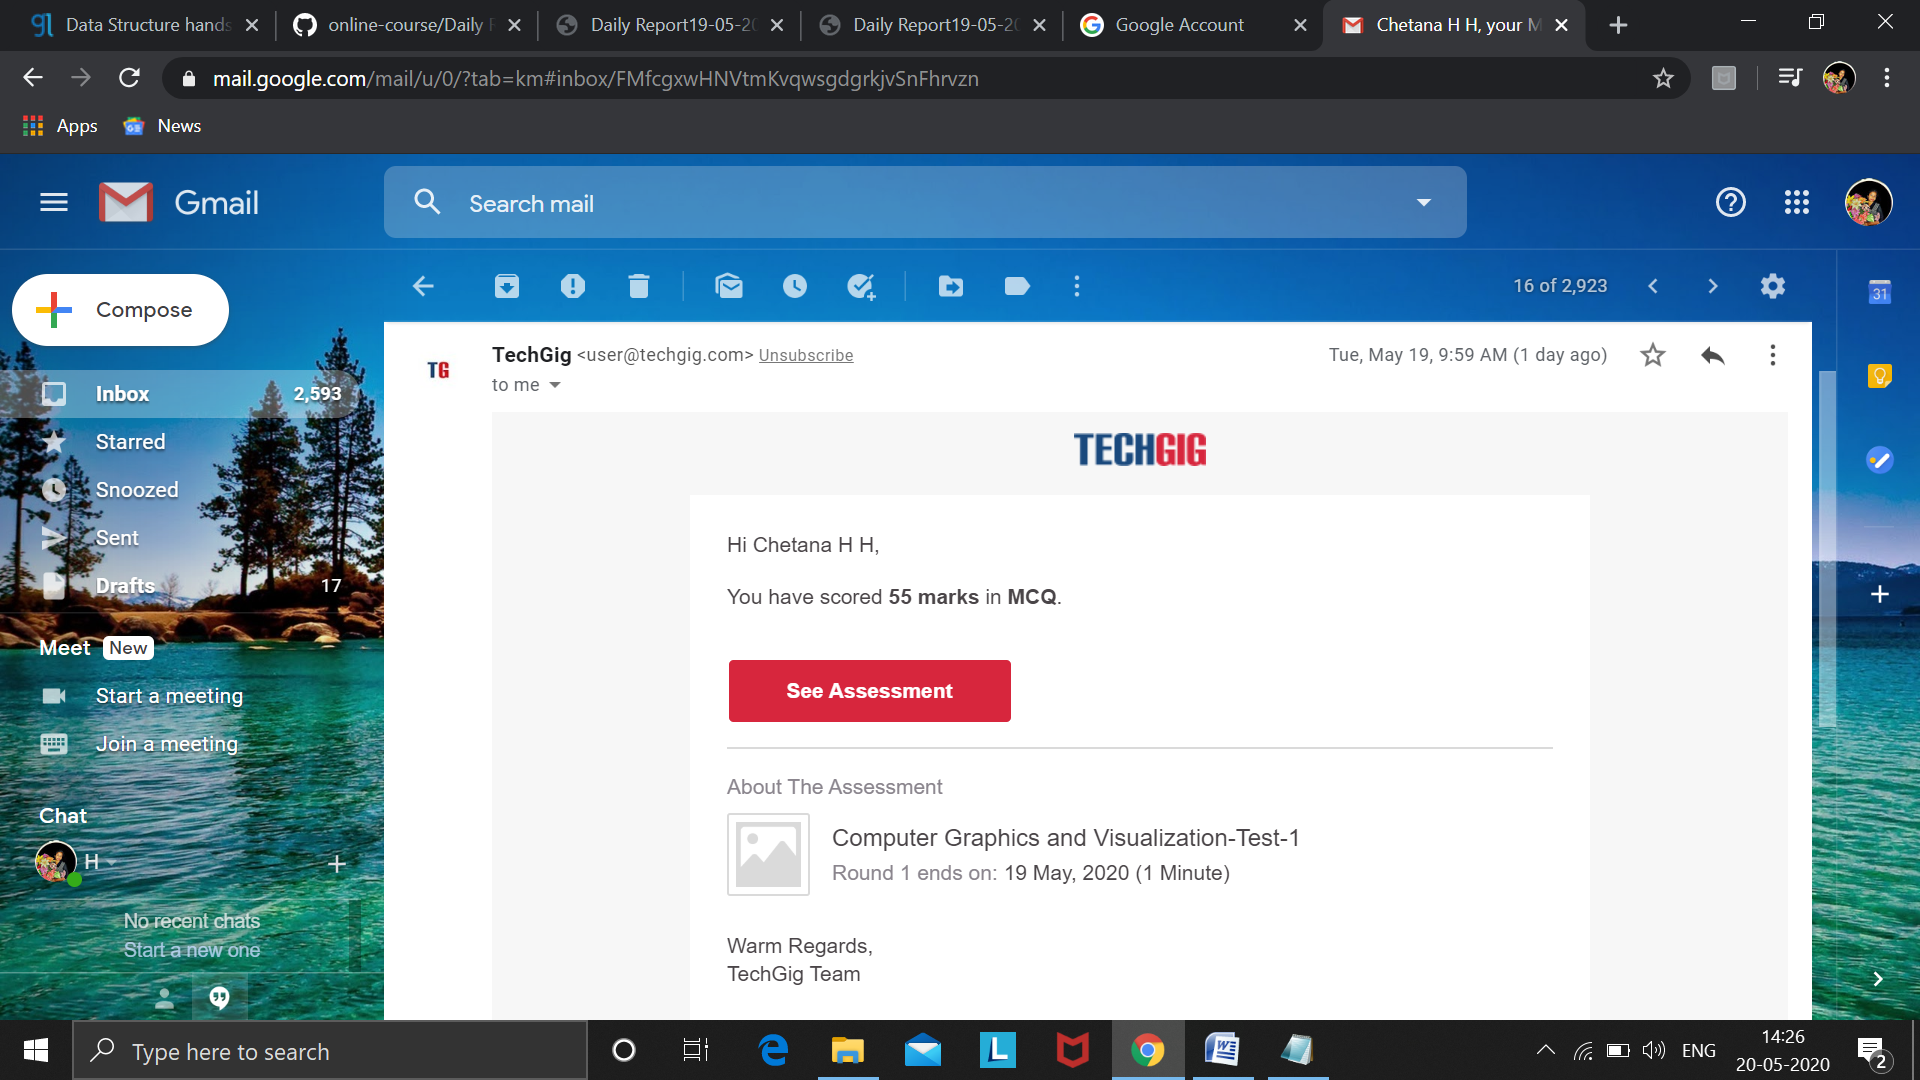 Data Structure hands
online-course/Daily
Daily Report19-05-20
Daily Report19-05-20
Google Account
Chetana H H, your M
mail.google.com/mail/u/0/?tab=km#inbox/FMfcgxwHNVtmKvqwsgdgrkjvSnFhrvzn
Apps
News
Gmail
Search mail
Compose
16 of 2,923
31
Inbox 2,593
Starred
Snoozed
Sent
Drafts 17
Meet New
Start a meeting
Join a meeting
Chat
H
No recent chats
Start a new one
TG
TechGig <user@techgig.com> Unsubscribe
Tue, May 19, 9:59 AM (1 day ago)
to me
TECHGIG
Hi Chetana H H,
You have scored 55 marks in MCQ.
See Assessment
About The Assessment
Computer Graphics and Visualization-Test-1
Round 1 ends on: 19 May, 2020 (1 Minute)
Warm Regards,
TechGig Team
Type here to search
ENG
14:26
20-05-2020
2